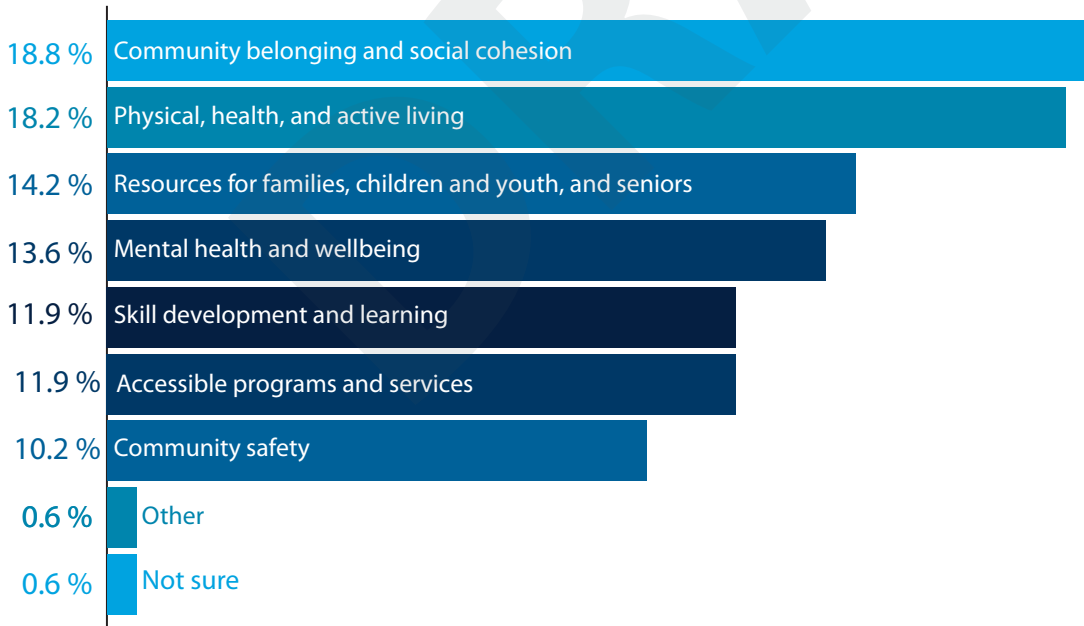 18.8 % Community belonging and social cohesion
18.2 % Physical, health, and active living
14.2 % Resources for families, children and youth, and seniors
13.6 % Mental health and wellbeing
11.9 % Skill development and learning
11.9 % Accessible programs and services
10.2 % Community safety
0.6 % Other
0.6 % Not sure